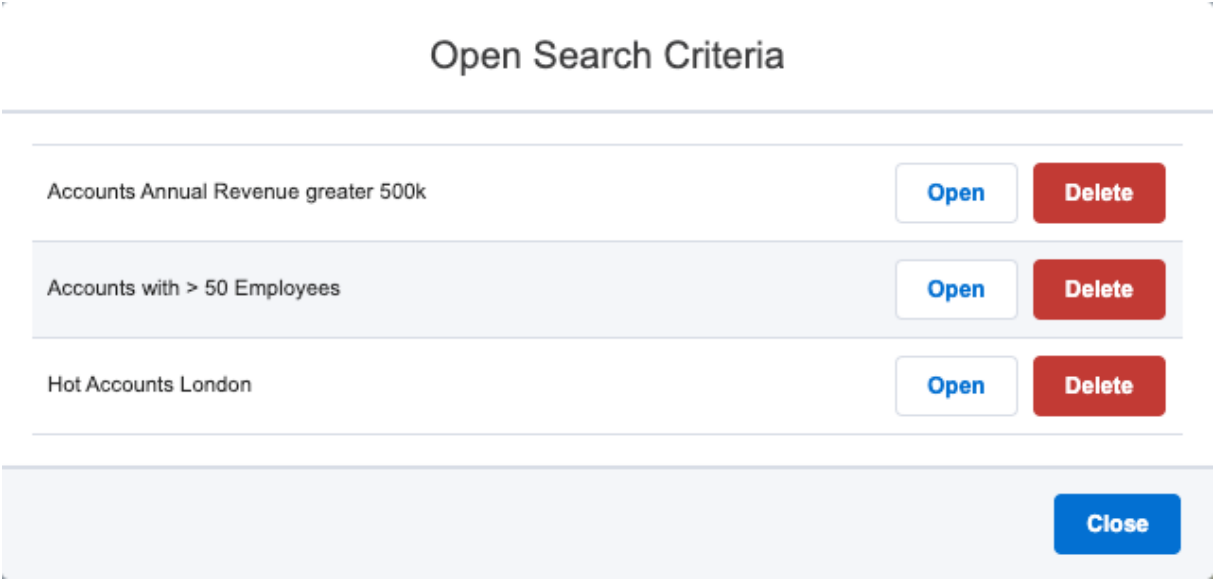 Open Search Criteria
Accounts Annual Revenue greater 500k Open Delete
Accounts with > 50 Employees Open Delete
Hot Accounts London Open Delete
Close